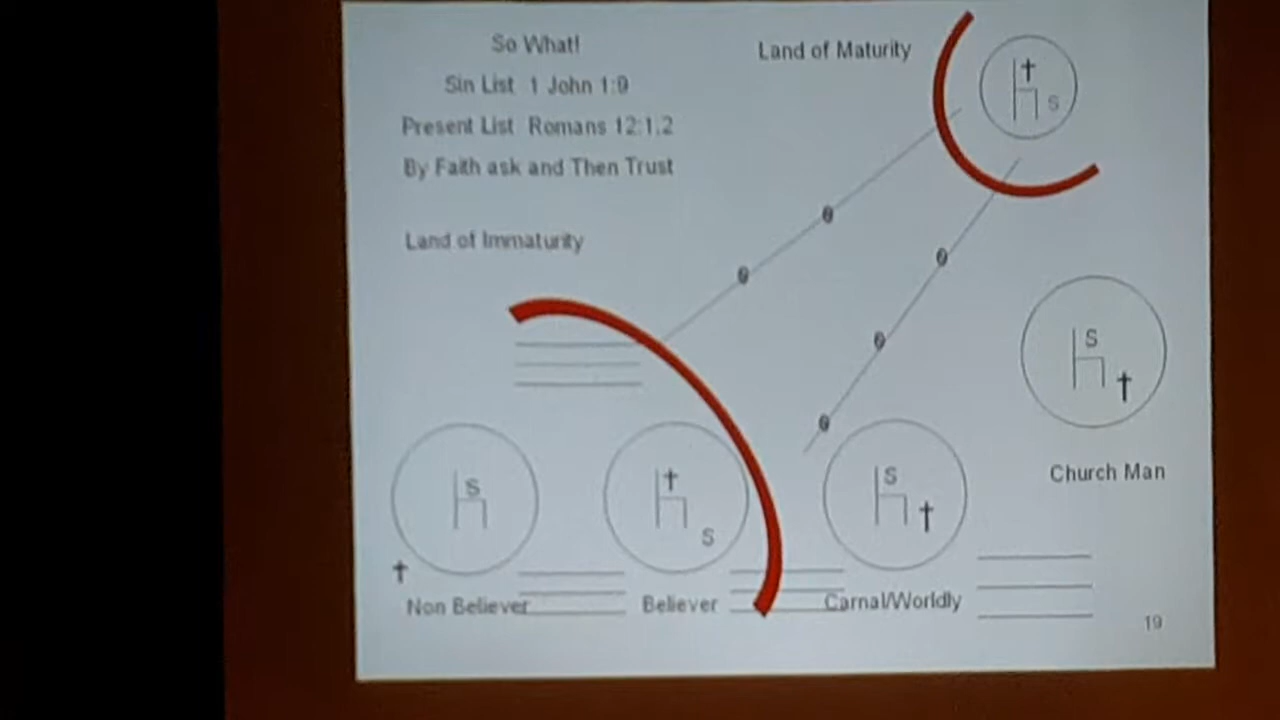 So What!
Sin List 1 John 1:9
Present List Romans 12:1,2
By Faith ask and Then Trust
Land of Maturity
†
S
Land of Immaturity
S
†
Church Man
S
†
Non Believer
†
S
Believer
S
†
Carnal/Worldly
19